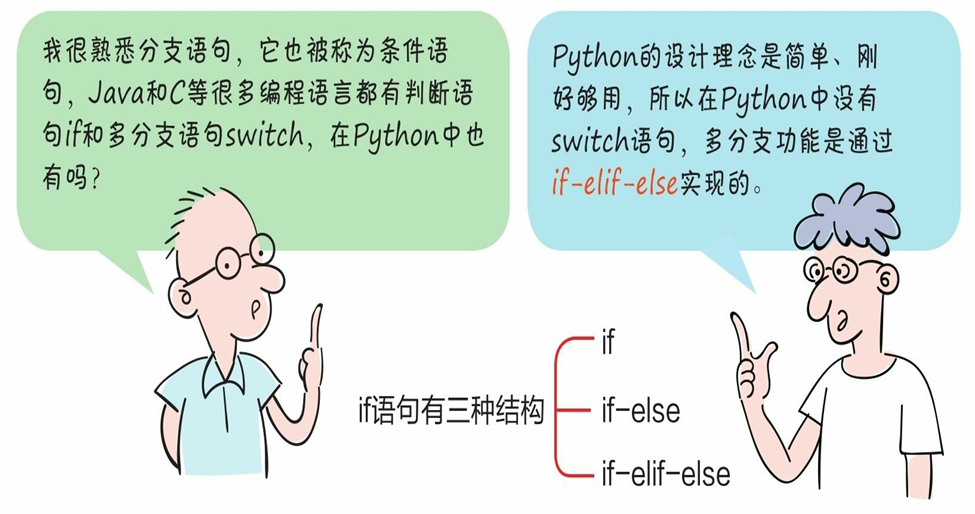 我很熟悉分支语句，它也被称为条件语
句，Java和C等很多编程语言都有判断语
句if和多分支语句switch，在Python中也
有吗？
Python的设计理念是简单、刚
好够用，所以在Python中没有
switch语句，多分支功能是通过
if-elif-else实现的。
if语句有三种结构
if
if-else
if-elif-else